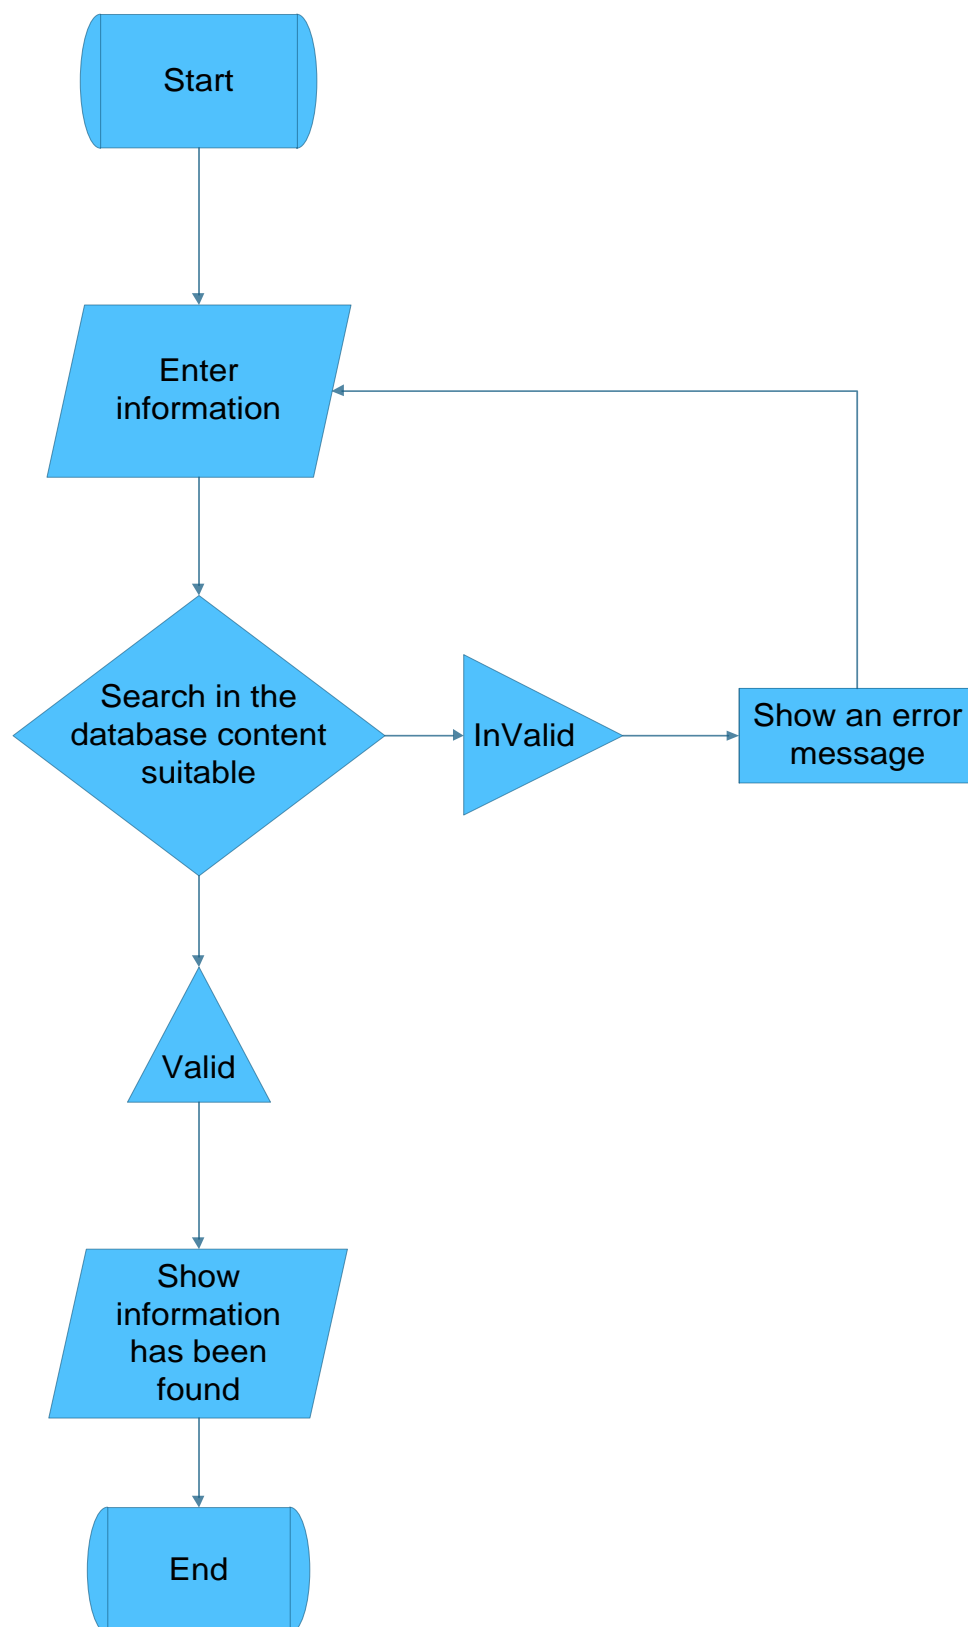 Start
Enter
information
Search in the
database content
suitable
InValid
Show an error
message
Valid
Show
information
has been
found
End